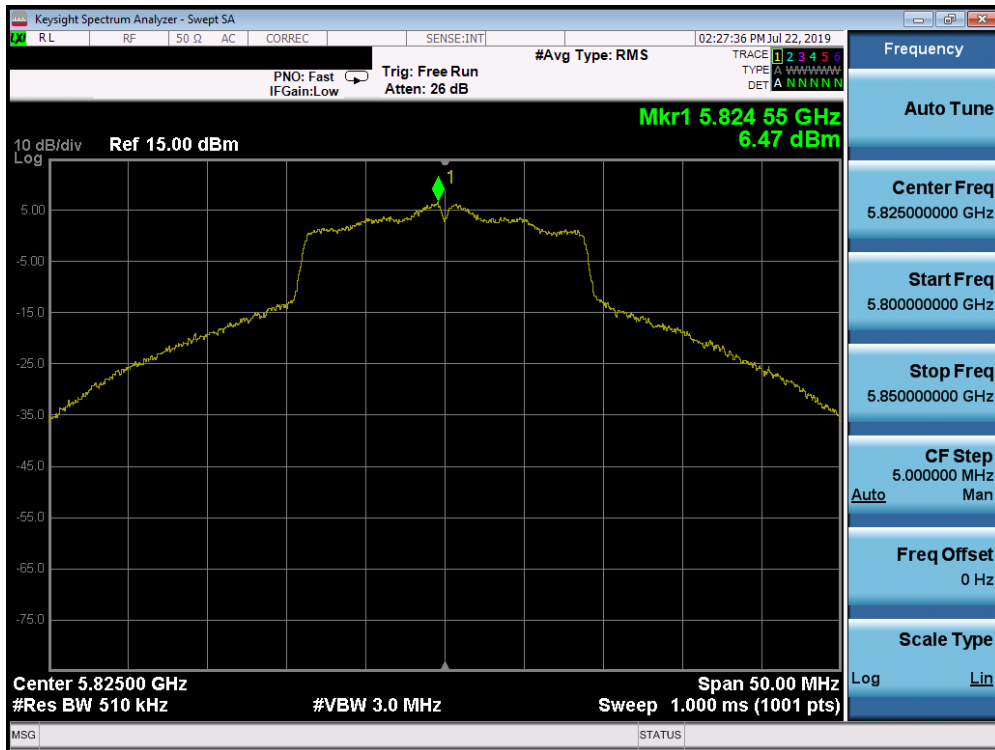 Keysight Spectrum Analyzer - Swept SA
LXI RL RF 50 Ω AC CORREC SENSE:INT 02:27:36 PM Jul 22, 2019
#Avg Type: RMS
TRACE 1 2 3 4 5 6
TYPE A WWWWWW
DET A N N N N N
PNO: Fast
IFGain:Low
Trig: Free Run
Atten: 26 dB
Mkr1 5.824 55 GHz
6.47 dBm
10 dB/div
Log
Ref 15.00 dBm
1
5.00
-5.00
-15.0
-25.0
-35.0
-45.0
-55.0
-65.0
-75.0
Center 5.82500 GHz
Span 50.00 MHz
#Res BW 510 kHz
#VBW 3.0 MHz
Sweep 1.000 ms (1001 pts)
MSG
STATUS
Frequency
Auto Tune
Center Freq
5.825000000 GHz
Start Freq
5.800000000 GHz
Stop Freq
5.850000000 GHz
CF Step
5.000000 MHz
Auto Man
Freq Offset
0 Hz
Scale Type
Log Lin